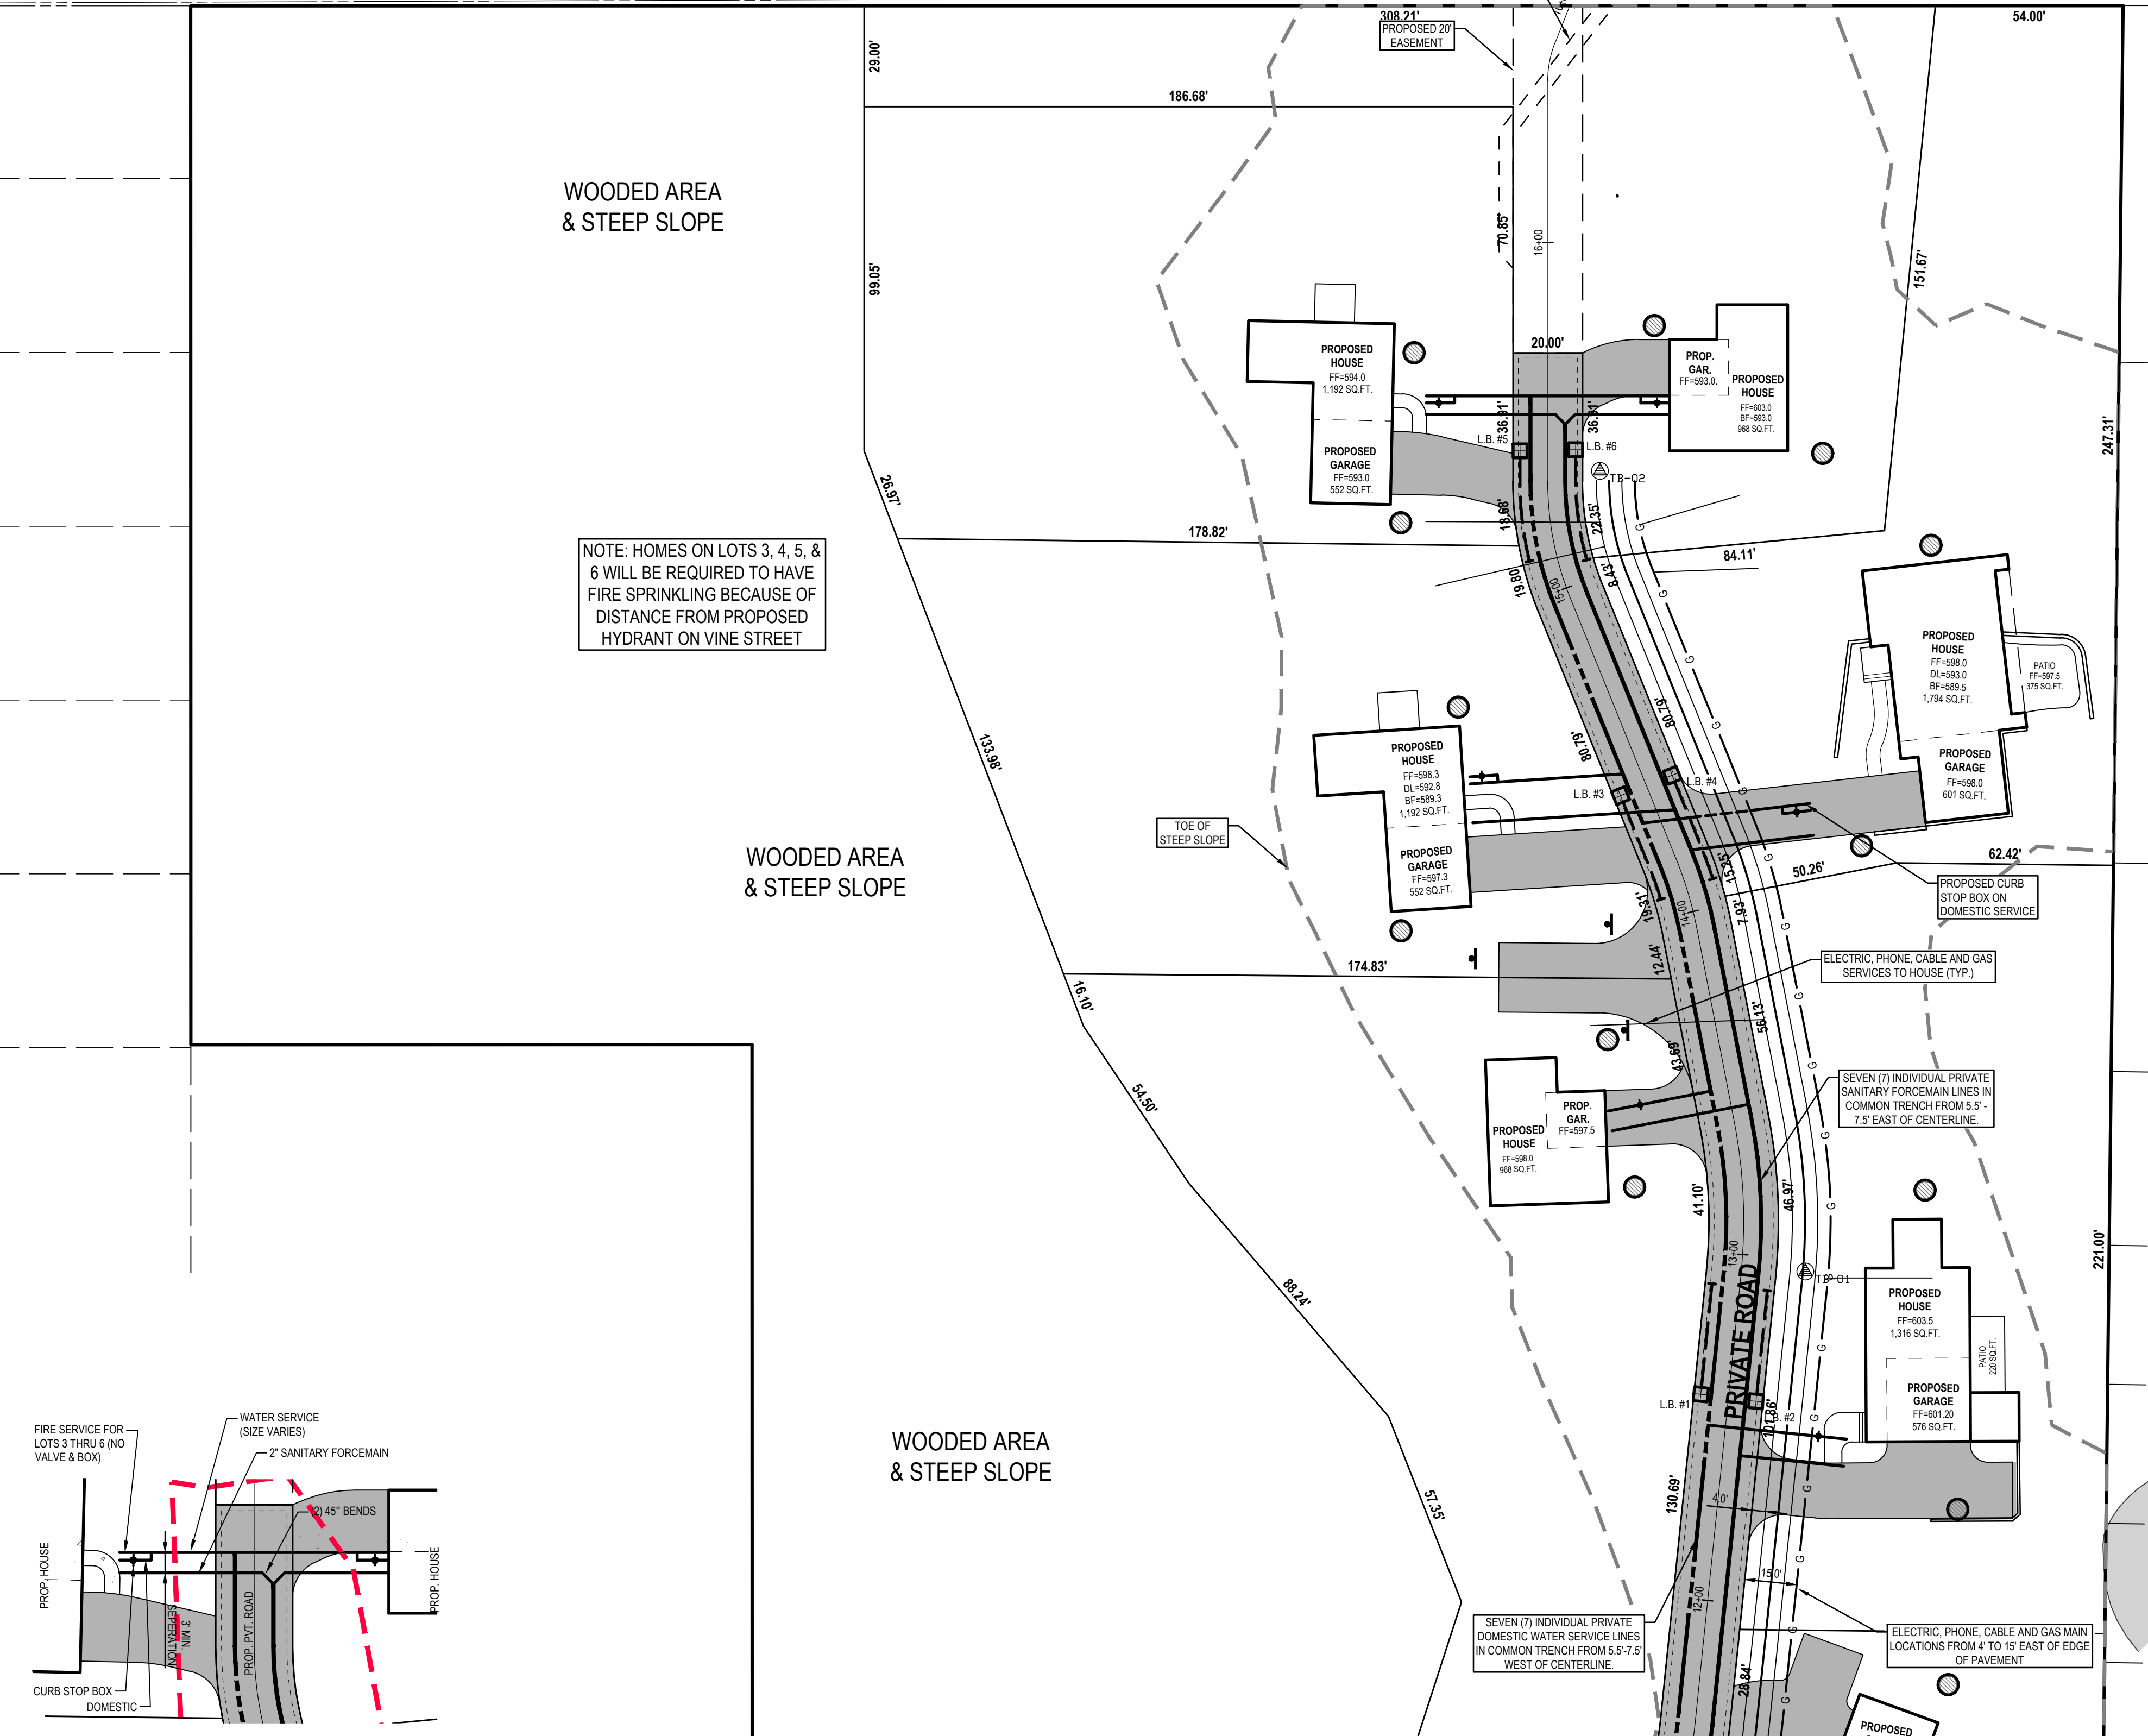 308.21'
PROPOSED 20'
EASEMENT
54.00'
29.00'
186.68'
WOODED AREA
& STEEP SLOPE
99.05'
70.85'
16+00
151.67'
247.31'
PROPOSED
HOUSE
FF=594.0
1,192 SQ.FT.
PROPOSED
GARAGE
FF=593.0
552 SQ.FT.
20.00'
PROP.
GAR.
FF=593.0.
PROPOSED
HOUSE
FF=603.0
BF=593.0
968 SQ.FT.
36.91'
36.91'
L.B. #5
L.B. #6
TB-02
26.97'
18.68'
22.35'
178.82'
84.11'
NOTE: HOMES ON LOTS 3, 4, 5, &
6 WILL BE REQUIRED TO HAVE
FIRE SPRINKLING BECAUSE OF
DISTANCE FROM PROPOSED
HYDRANT ON VINE STREET
19.80'
15+00
8.43'
G
PROPOSED
HOUSE
FF=598.0
DL=593.0
BF=589.5
1,794 SQ.FT.
PATIO
FF=597.5
375 SQ.FT.
PROPOSED
GARAGE
FF=598.0
601 SQ.FT.
133.98'
80.79'
80.79'
PROPOSED
HOUSE
FF=598.3
DL=592.8
BF=589.3
1,192 SQ.FT.
PROPOSED
GARAGE
FF=597.3
552 SQ.FT.
L.B. #3
L.B. #4
TOE OF
STEEP SLOPE
WOODED AREA
& STEEP SLOPE
15.25'
50.26'
62.42'
PROPOSED CURB
STOP BOX ON
DOMESTIC SERVICE
19.31'
14+00
7.93'
12.44'
174.83'
ELECTRIC, PHONE, CABLE AND GAS
SERVICES TO HOUSE (TYP.)
16.10'
56.13'
43.69'
54.50'
SEVEN (7) INDIVIDUAL PRIVATE
SANITARY FORCEMAIN LINES IN
COMMON TRENCH FROM 5.5' -
7.5' EAST OF CENTERLINE.
PROP.
GAR.
FF=597.5
PROPOSED
HOUSE
FF=598.0
968 SQ.FT.
41.10'
46.97'
221.00'
13+00
TB-01
88.24'
PRIVATE ROAD
PROPOSED
HOUSE
FF=603.5
1,316 SQ.FT.
PATIO
220 SQ.FT.
PROPOSED
GARAGE
FF=601.20
576 SQ.FT.
L.B. #1
#2
101.86'
WOODED AREA
& STEEP SLOPE
57.35'
130.69'
4.0'
15.0'
12+00
SEVEN (7) INDIVIDUAL PRIVATE
DOMESTIC WATER SERVICE LINES
IN COMMON TRENCH FROM 5.5'-7.5'
WEST OF CENTERLINE.
ELECTRIC, PHONE, CABLE AND GAS MAIN
LOCATIONS FROM 4' TO 15' EAST OF EDGE
OF PAVEMENT
28.84'
PROPOSED
FIRE SERVICE FOR
LOTS 3 THRU 6 (NO
VALVE & BOX)
WATER SERVICE
(SIZE VARIES)
2" SANITARY FORCEMAIN
(2) 45° BENDS
PROP. HOUSE
PROP. HOUSE
3' MIN.
SEPERATION
PROP. PVT. ROAD
CURB STOP BOX
DOMESTIC